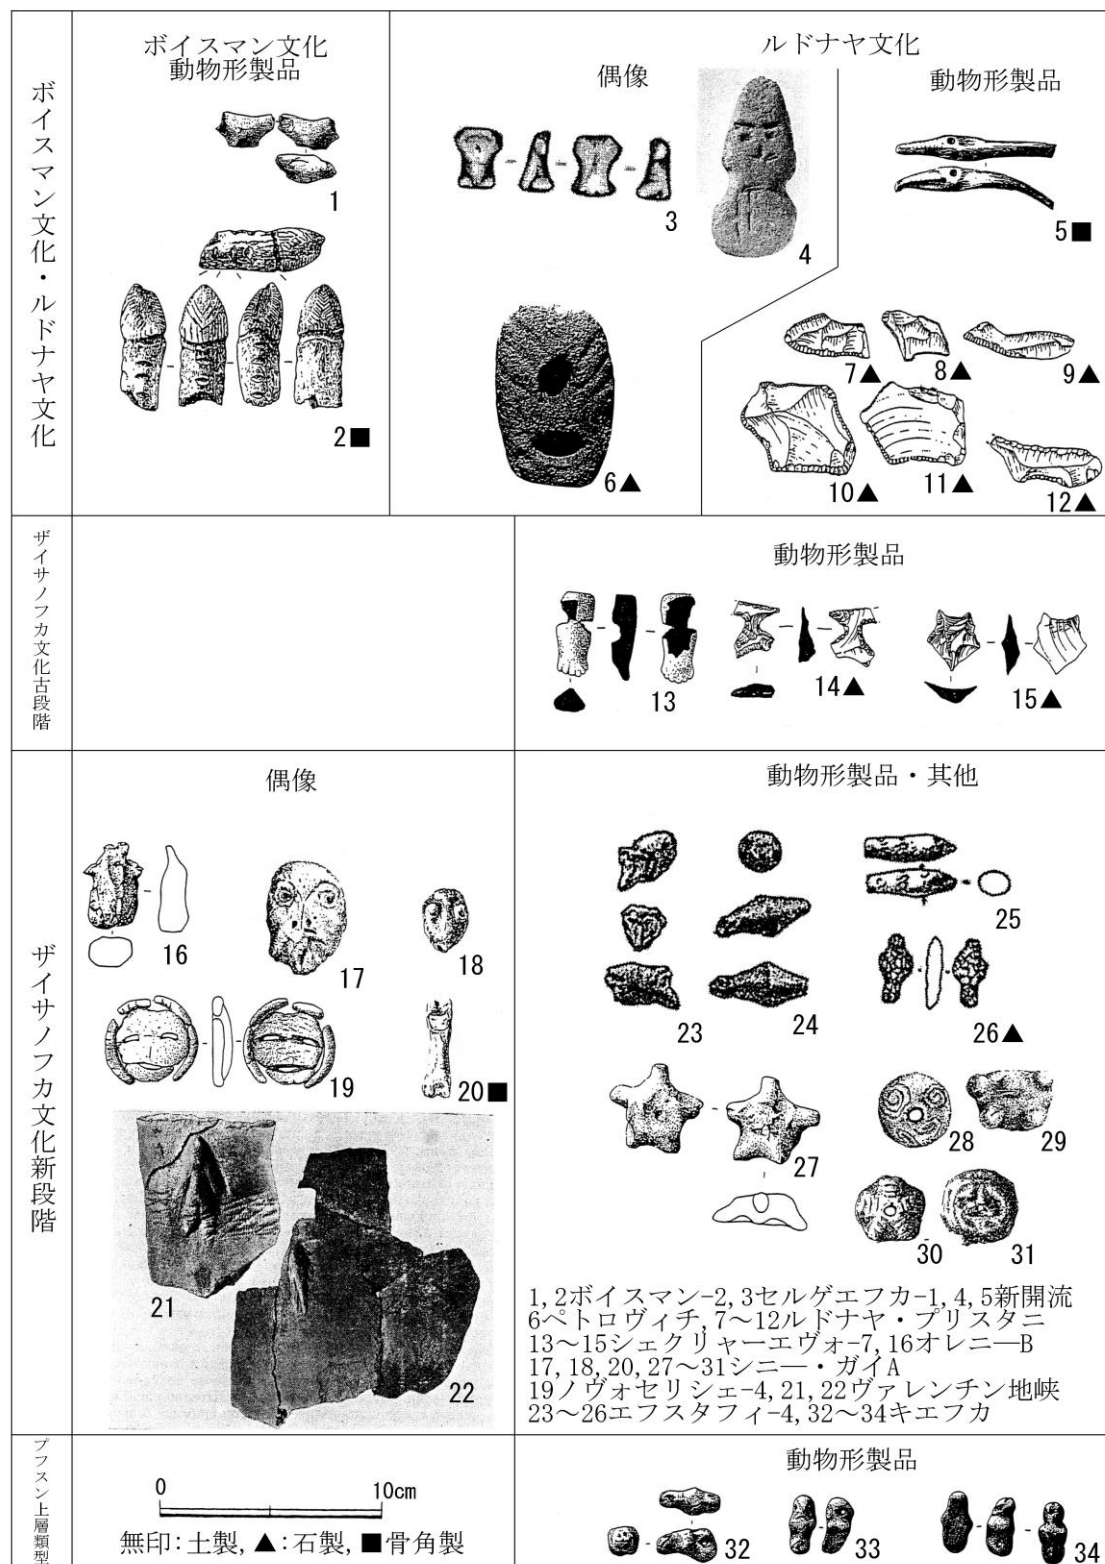 ボイスマン文化・ルドナヤ文化
ボイスマン文化
動物形製品
1
2■
ルドナヤ文化
偶像
動物形製品
3
4
5■
6▲
7▲
8▲
9▲
10▲
11▲
12▲
ザイサノフカ文化古段階
動物形製品
13
14▲
15▲
ザイサノフカ文化新段階
偶像
16
17
18
19
20■
21
22
動物形製品・其他
23
24
25
26▲
27
28
29
30
31
1,2ボイスマン-2,3セルゲエフカ-1,4,5新開流
6ペトロヴィチ,7~12ルドナヤ・プリスタニ
13~15シェクリャーエヴォ-7,16オレニ―B
17,18,20,27~31シニ―・ガイA
19ノヴォセリシェ-4,21,22ヴァレンチン地峡
23~26エフスタフィ-4,32~34キエフカ
プフスン上層類型
0 10cm
無印:土製,▲:石製,■骨角製
動物形製品
32
33
34